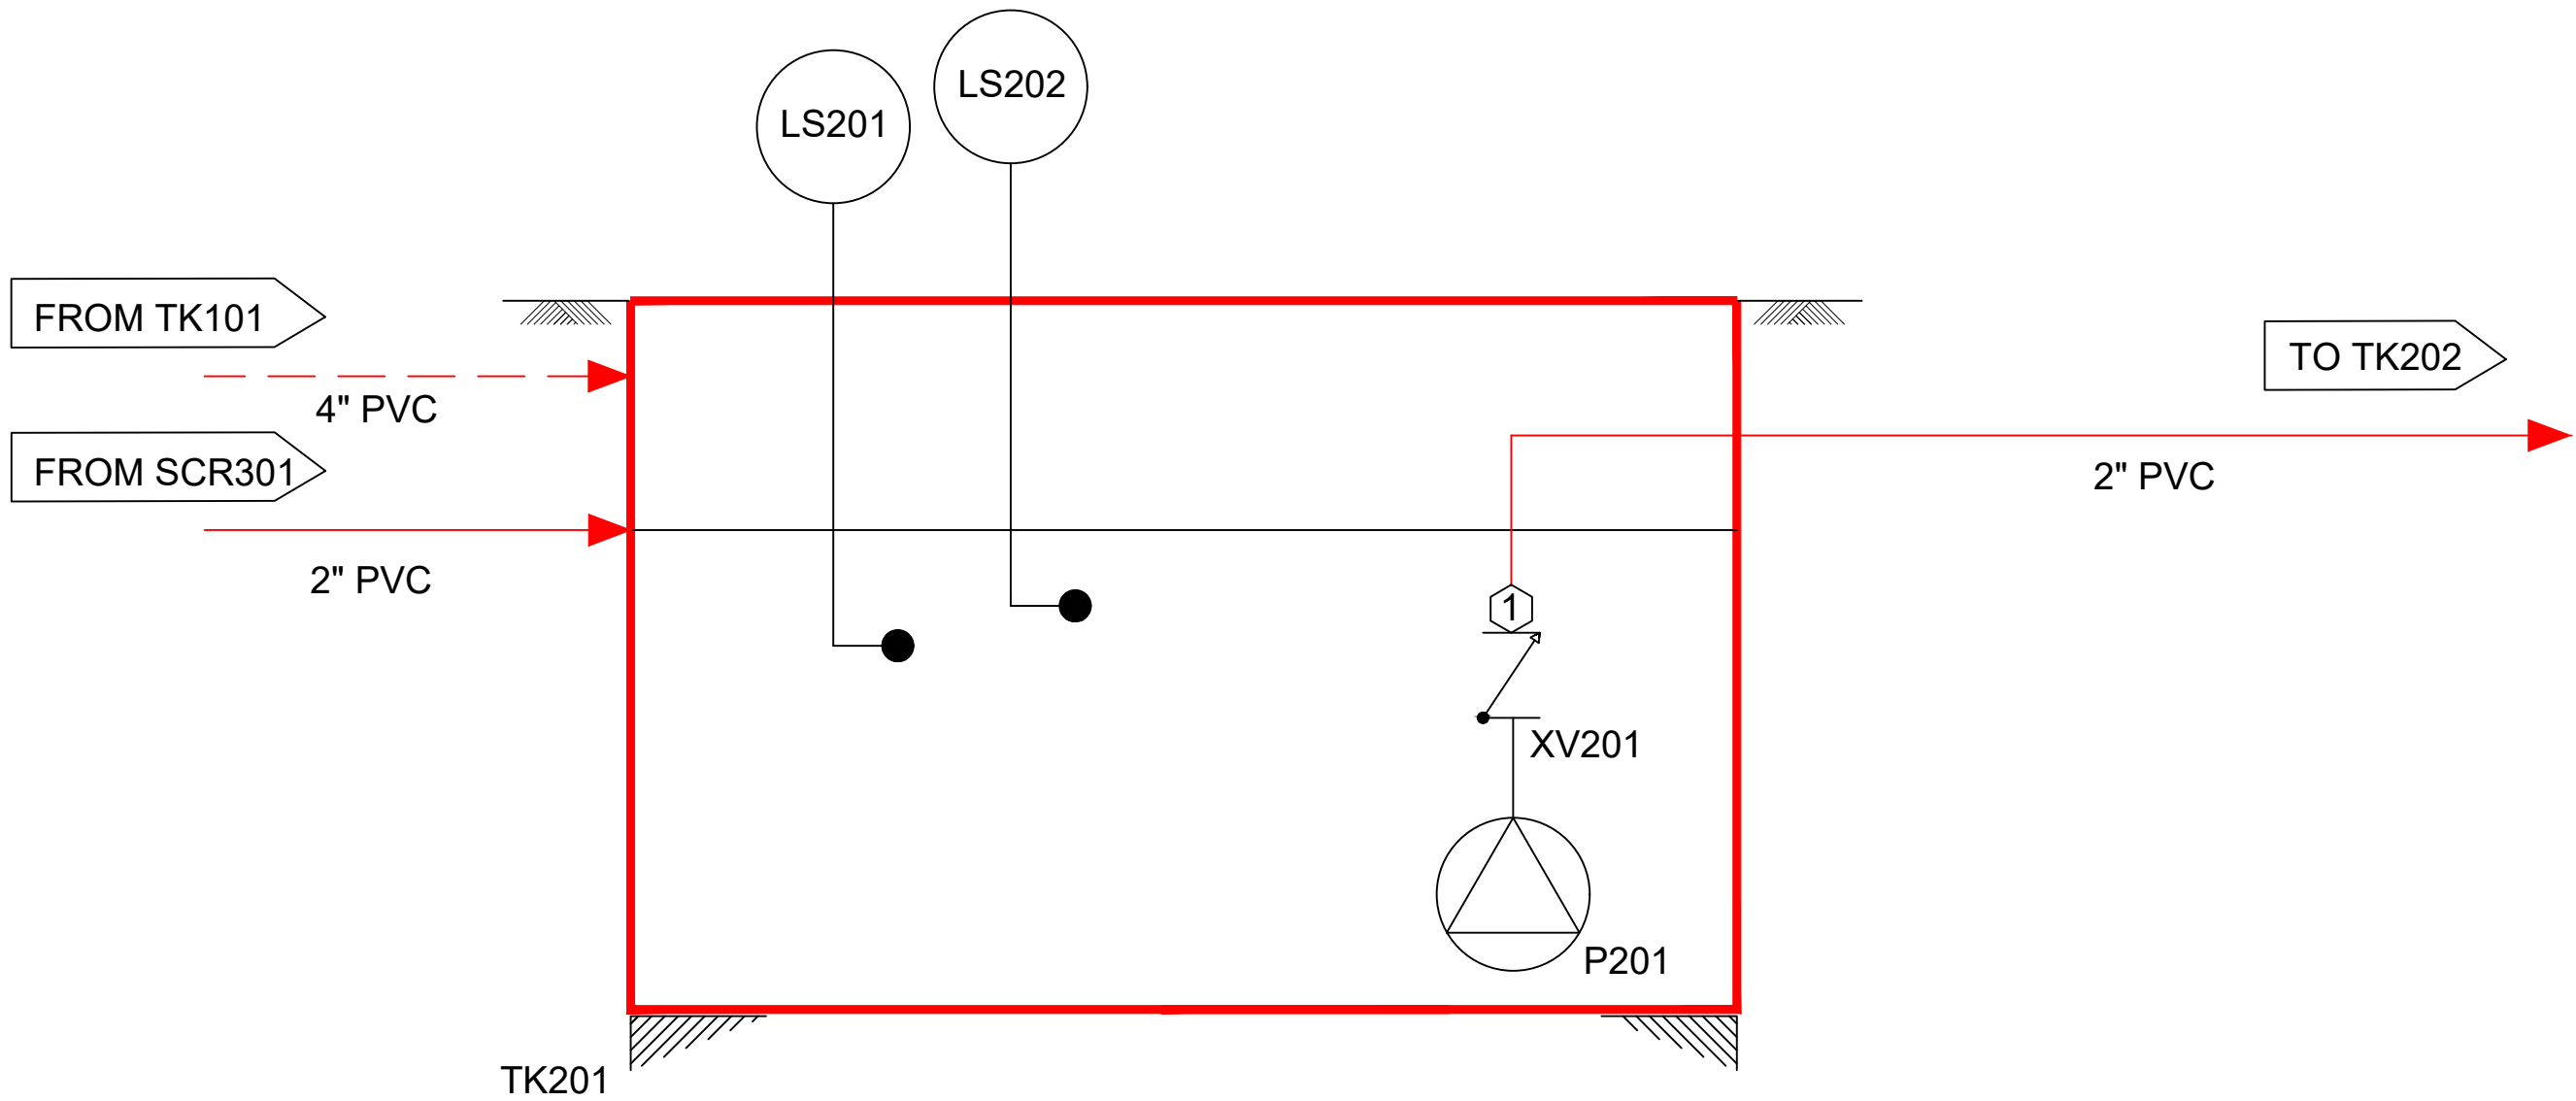 LS202
LS201
FROM TK101
TO TK202
4" PVC
FROM SCR301
2" PVC
2" PVC
1
XV201
P201
TK201